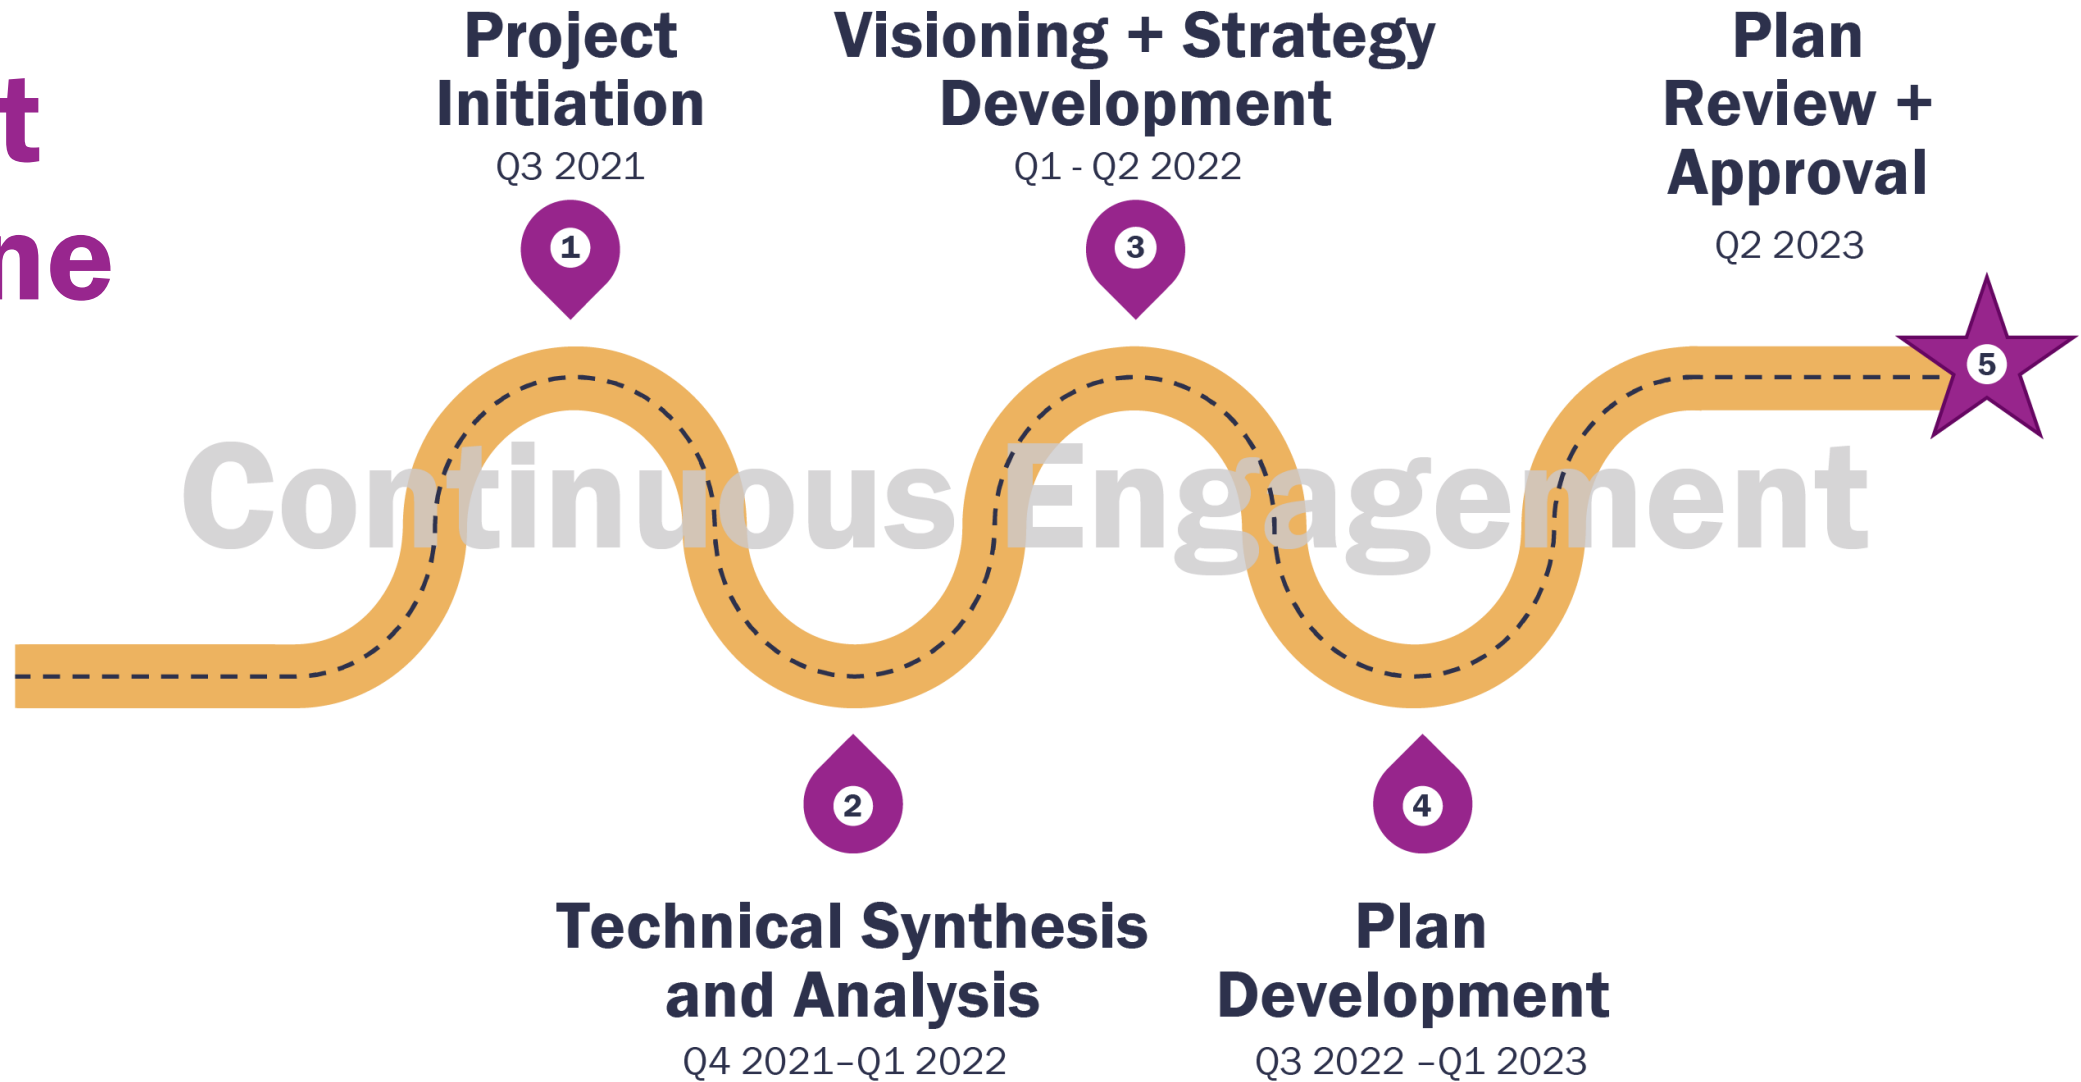 t
ne
Project
Initiation
Q3 2021
1
Visioning + Strategy
Development
Q1 - Q2 2022
3
Plan
Review +
Approval
Q2 2023
5
Continuous Engagement
2
Technical Synthesis
and Analysis
Q4 2021–Q1 2022
4
Plan
Development
Q3 2022 –Q1 2023